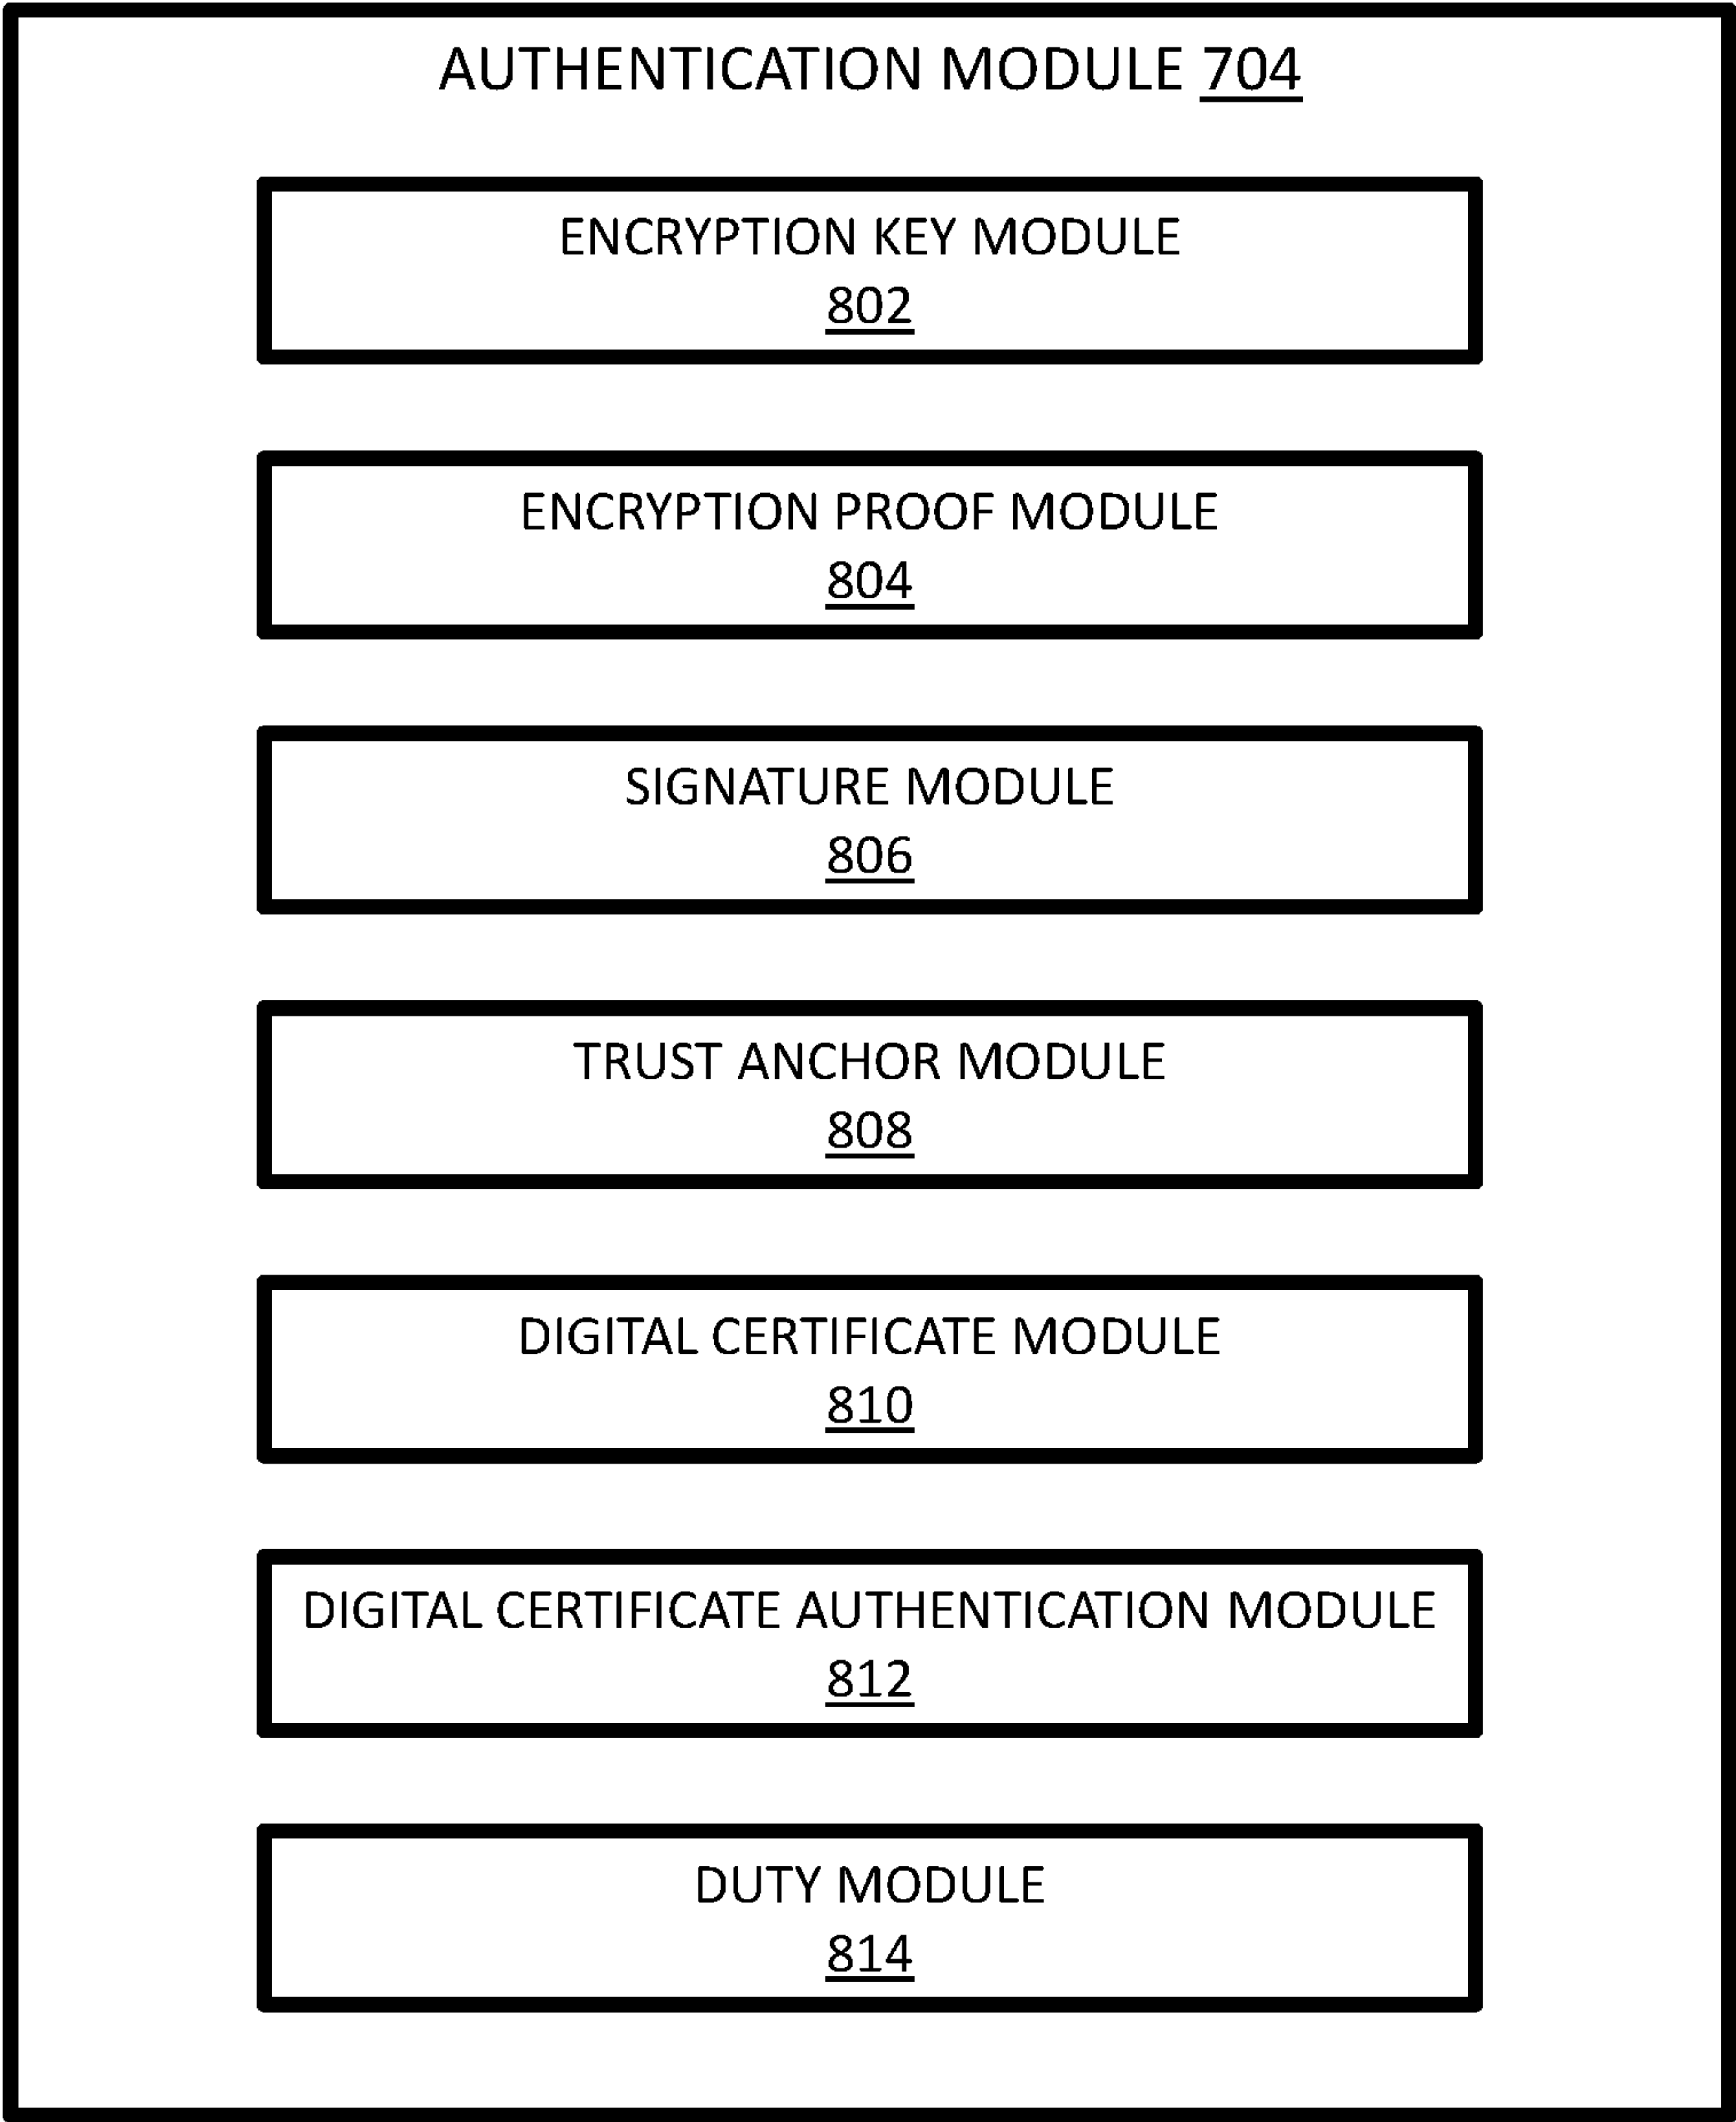 AUTHENTICATION MODULE 704
ENCRYPTION KEY MODULE
802
ENCRYPTION PROOF MODULE
804
SIGNATURE MODULE
806
TRUST ANCHOR MODULE
808
DIGITAL CERTIFICATE MODULE
810
DIGITAL CERTIFICATE AUTHENTICATION MODULE
812
DUTY MODULE
814